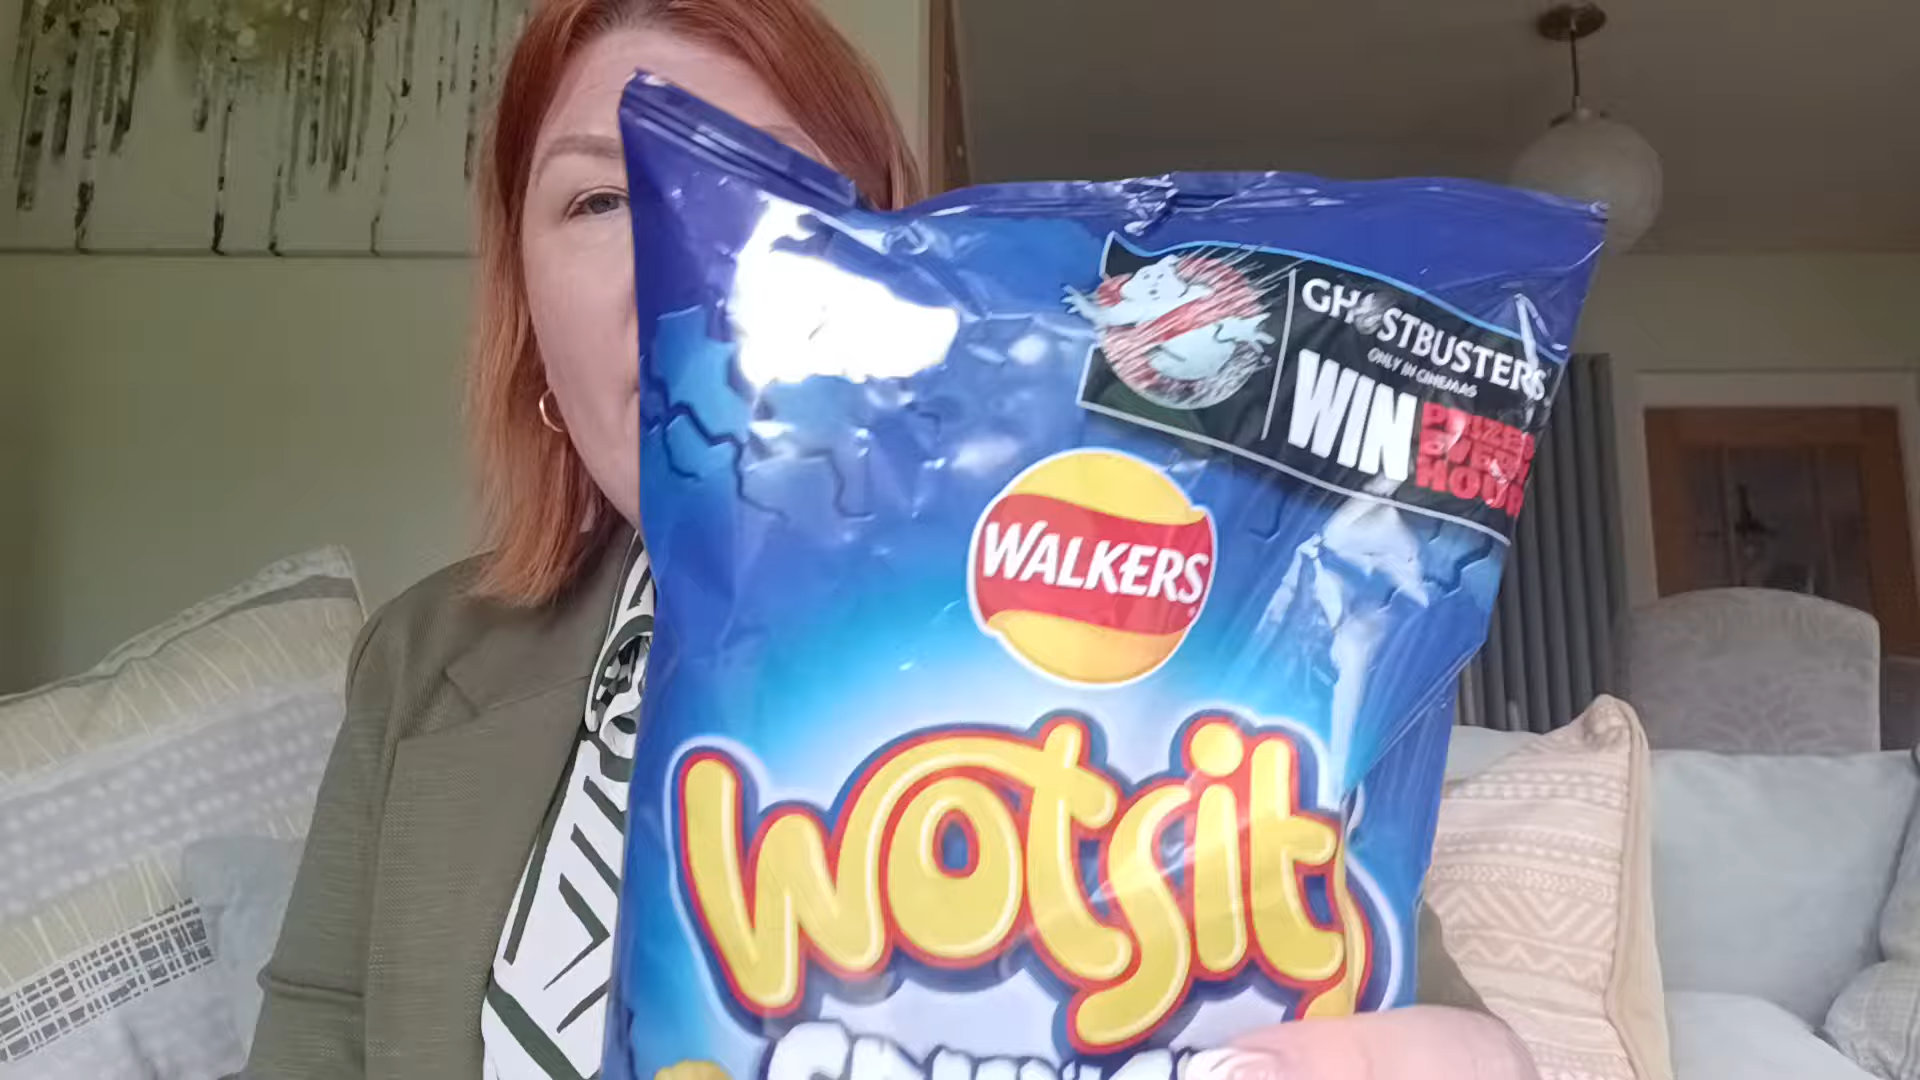 GHOSTBUSTERS
ONLY IN CINEMAS
WIN PRIZES
EVERY
HOUR
WALKERS
Wotsits